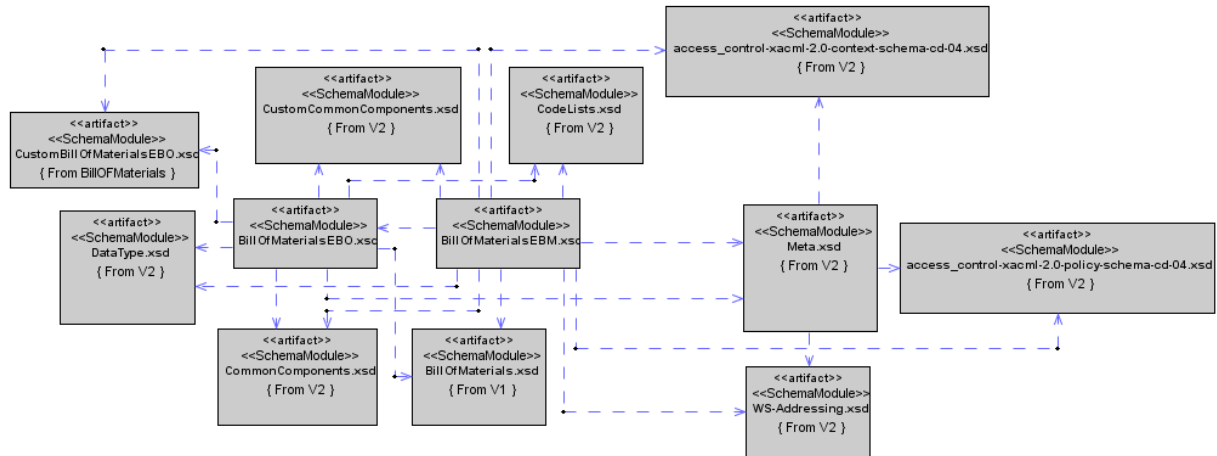 <<artifact>>
<<SchemaModule>>
access_control-xacml-2.0-context-schema-cd-04.xsd
{ From V2 }
<<artifact>>
<<SchemaModule>>
CustomCommonComponents.xsd
{ From V2 }
<<artifact>>
<<SchemaModule>>
CodeLists.xsd
{ From V2 }
<<artifact>>
<<SchemaModule>>
CustomBillOfMaterialsEBO.xsd
{ From BillOFMaterials }
<<artifact>>
<<SchemaModule>>
BillOfMaterialsEBO.xsd
{ From V2 }
<<artifact>>
<<SchemaModule>>
BillOfMaterialsEBM.xsd
{ From V2 }
<<artifact>>
<<SchemaModule>>
Meta.xsd
{ From V2 }
<<artifact>>
<<SchemaModule>>
DataType.xsd
{ From V2 }
<<artifact>>
<<SchemaModule>>
access_control-xacml-2.0-policy-schema-cd-04.xsd
{ From V2 }
<<artifact>>
<<SchemaModule>>
CommonComponents.xsd
{ From V2 }
<<artifact>>
<<SchemaModule>>
BillOfMaterials.xsd
{ From V1 }
<<artifact>>
<<SchemaModule>>
WS-Addressing.xsd
{ From V2 }